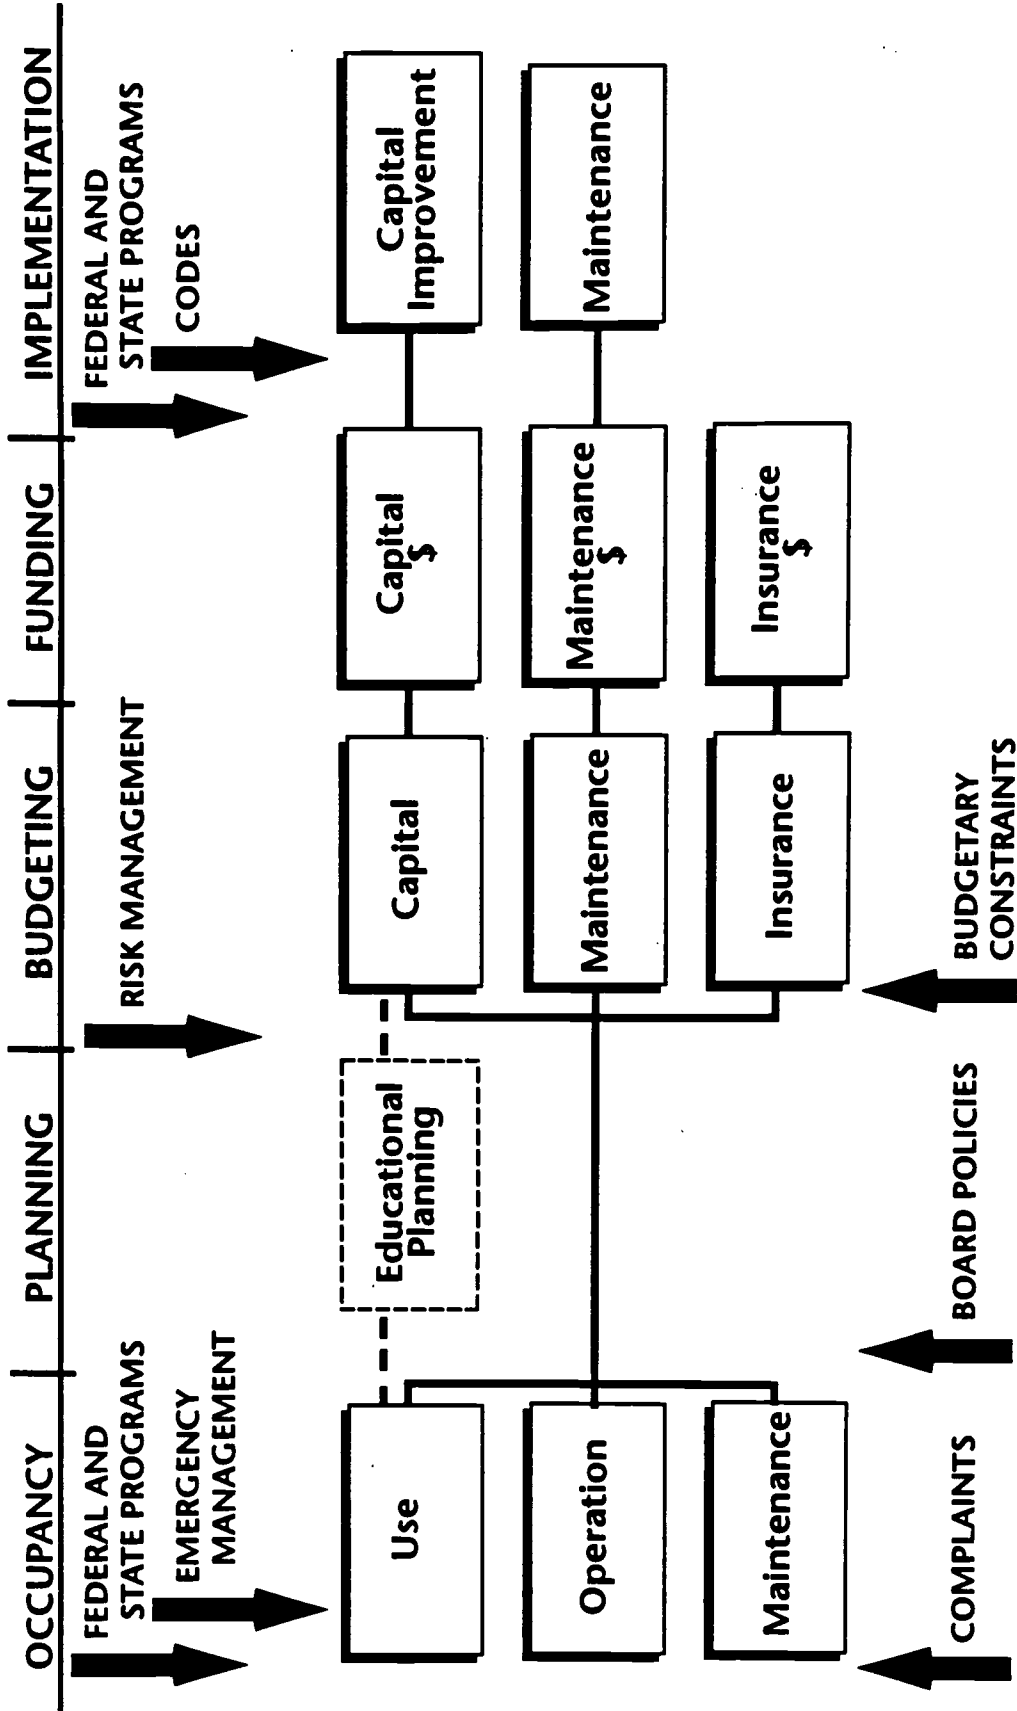 OCCUPANCY
PLANNING
BUDGETING
FUNDING
IMPLEMENTATION
FEDERAL AND
STATE PROGRAMS
EMERGENCY
MANAGEMENT
RISK MANAGEMENT
FEDERAL AND
STATE PROGRAMS
CODES
Use
Educational
Planning
Capital
Capital
$
Capital
Improvement
Operation
Maintenance
Maintenance
$
Maintenance
Maintenance
Insurance
Insurance
$
COMPLAINTS
BOARD POLICIES
BUDGETARY
CONSTRAINTS